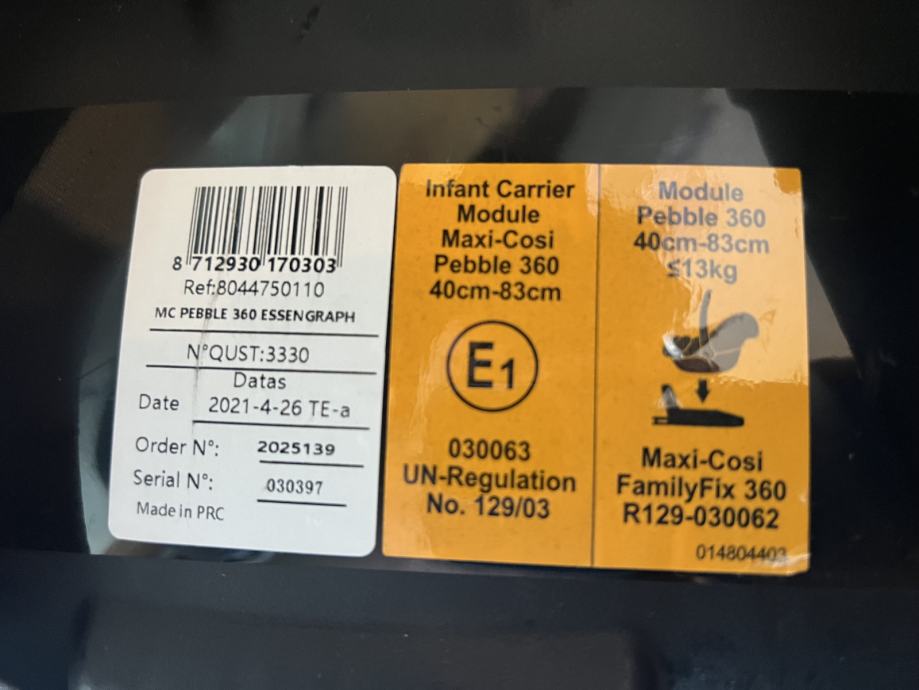 8 712930 170303
Ref:8044750110
MC PEBBLE 360 ESSENGRAPH
N°QUST:3330
Datas
Date 2021-4-26 TE-a
Order N°: 2025139
Serial N°: 030397
Made in PRC
Infant Carrier
Module
Maxi-Cosi
Pebble 360
40cm-83cm
E1
030063
UN-Regulation
No. 129/03
Module
Pebble 360
40cm-83cm
≤13kg
Maxi-Cosi
FamilyFix 360
R129-030062
014804403